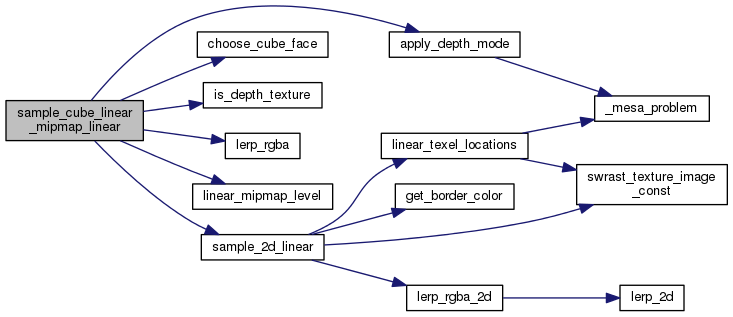 sample_cube_linear
_mipmap_linear
choose_cube_face
is_depth_texture
lerp_rgba
linear_mipmap_level
sample_2d_linear
apply_depth_mode
linear_texel_locations
get_border_color
lerp_rgba_2d
_mesa_problem
swrast_texture_image
_const
lerp_2d